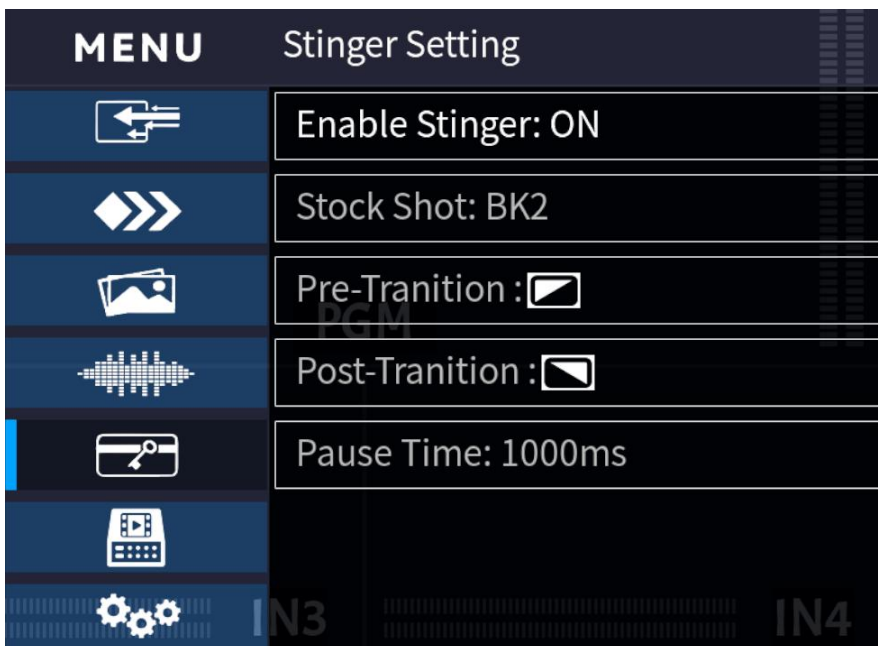 MENU Stinger Setting
Enable Stinger: ON
Stock Shot: BK2
Pre-Tranition :
PGM
Post-Tranition :
Pause Time: 1000ms
IN3 IN4